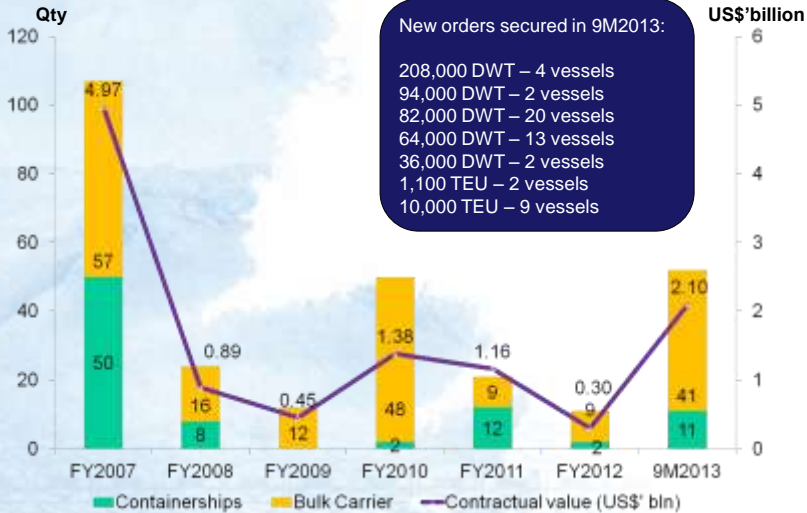 Qty
US$'billion
120
100
80
60
40
20
0
6
5
4
3
2
1
0
New orders secured in 9M2013:
208,000 DWT – 4 vessels
94,000 DWT – 2 vessels
82,000 DWT – 20 vessels
64,000 DWT – 13 vessels
36,000 DWT – 2 vessels
1,100 TEU – 2 vessels
10,000 TEU – 9 vessels
4.97
57
50
0.89
16
8
0.45
12
1.38
48
2
1.16
9
12
0.30
9
2
2.10
41
11
FY2007 FY2008 FY2009 FY2010 FY2011 FY2012 9M2013
Containerships Bulk Carrier Contractual value (US$' bln)